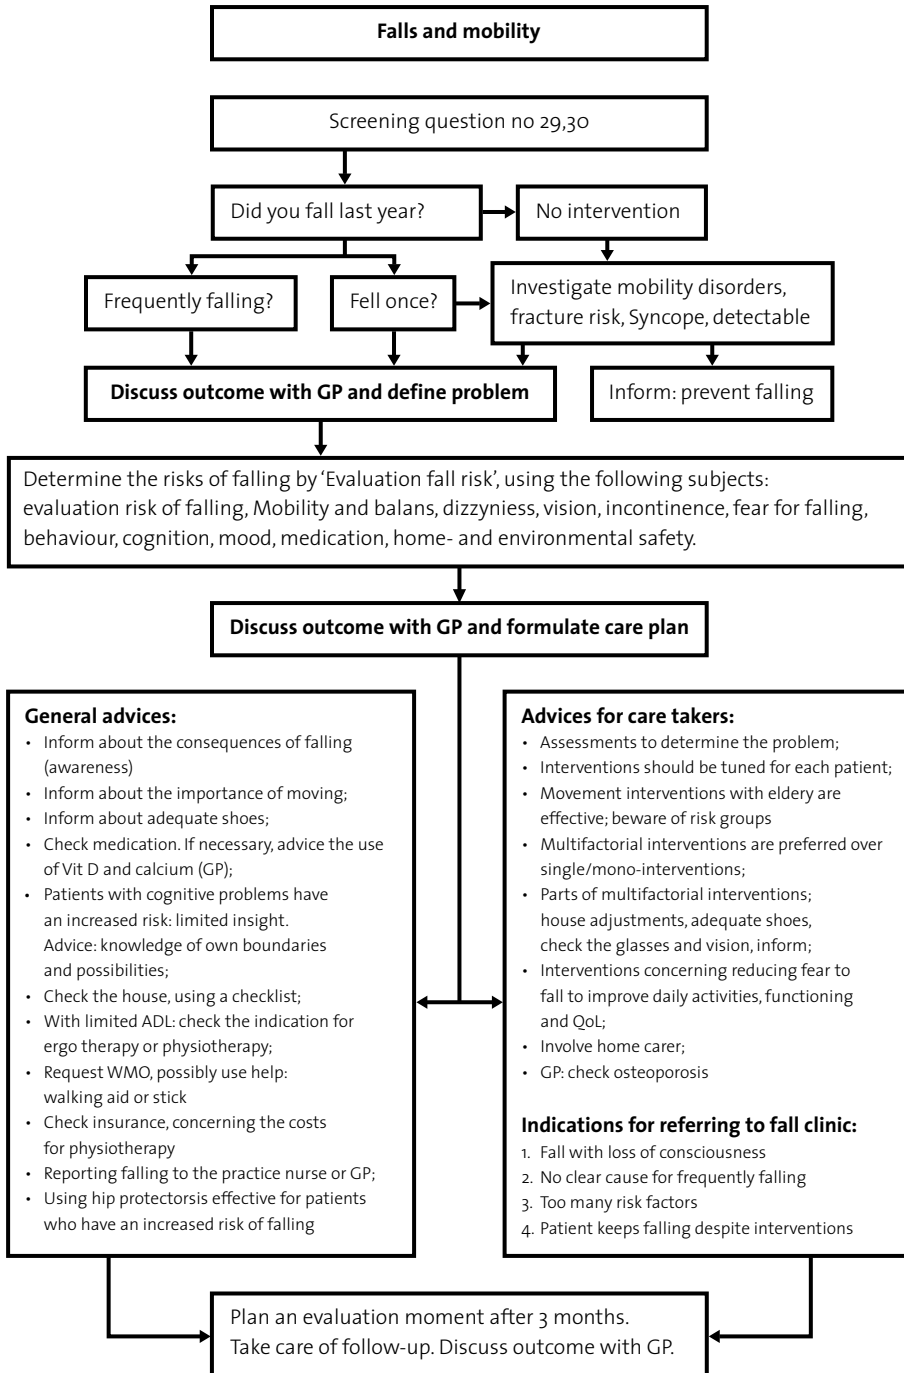 Falls and mobility
Screening question no 29,30
Did you fall last year?
No intervention
Frequently falling?
Fell once?
Investigate mobility disorders,
fracture risk, Syncope, detectable
Discuss outcome with GP and define problem
Inform: prevent falling
Determine the risks of falling by ‘Evaluation fall risk’, using the following subjects:
evaluation risk of falling, Mobility and balans, dizzyniess, vision, incontinence, fear for falling,
behaviour, cognition, mood, medication, home- and environmental safety.
Discuss outcome with GP and formulate care plan
General advices:
• Inform about the consequences of falling
(awareness)
• Inform about the importance of moving;
• Inform about adequate shoes;
• Check medication. If necessary, advice the use
of Vit D and calcium (GP);
• Patients with cognitive problems have
an increased risk: limited insight.
Advice: knowledge of own boundaries
and possibilities;
• Check the house, using a checklist;
• With limited ADL: check the indication for
ergo therapy or physiotherapy;
• Request WMO, possibly use help:
walking aid or stick
• Check insurance, concerning the costs
for physiotherapy
• Reporting falling to the practice nurse or GP;
• Using hip protectorsis effective for patients
who have an increased risk of falling
Advices for care takers:
• Assessments to determine the problem;
• Interventions should be tuned for each patient;
• Movement interventions with eldery are
effective; beware of risk groups
• Multifactorial interventions are preferred over
single/mono-interventions;
• Parts of multifactorial interventions;
house adjustments, adequate shoes,
check the glasses and vision, inform;
• Interventions concerning reducing fear to
fall to improve daily activities, functioning
and QoL;
• Involve home carer;
• GP: check osteoporosis
Indications for referring to fall clinic:
1. Fall with loss of consciousness
2. No clear cause for frequently falling
3. Too many risk factors
4. Patient keeps falling despite interventions
Plan an evaluation moment after 3 months.
Take care of follow-up. Discuss outcome with GP.